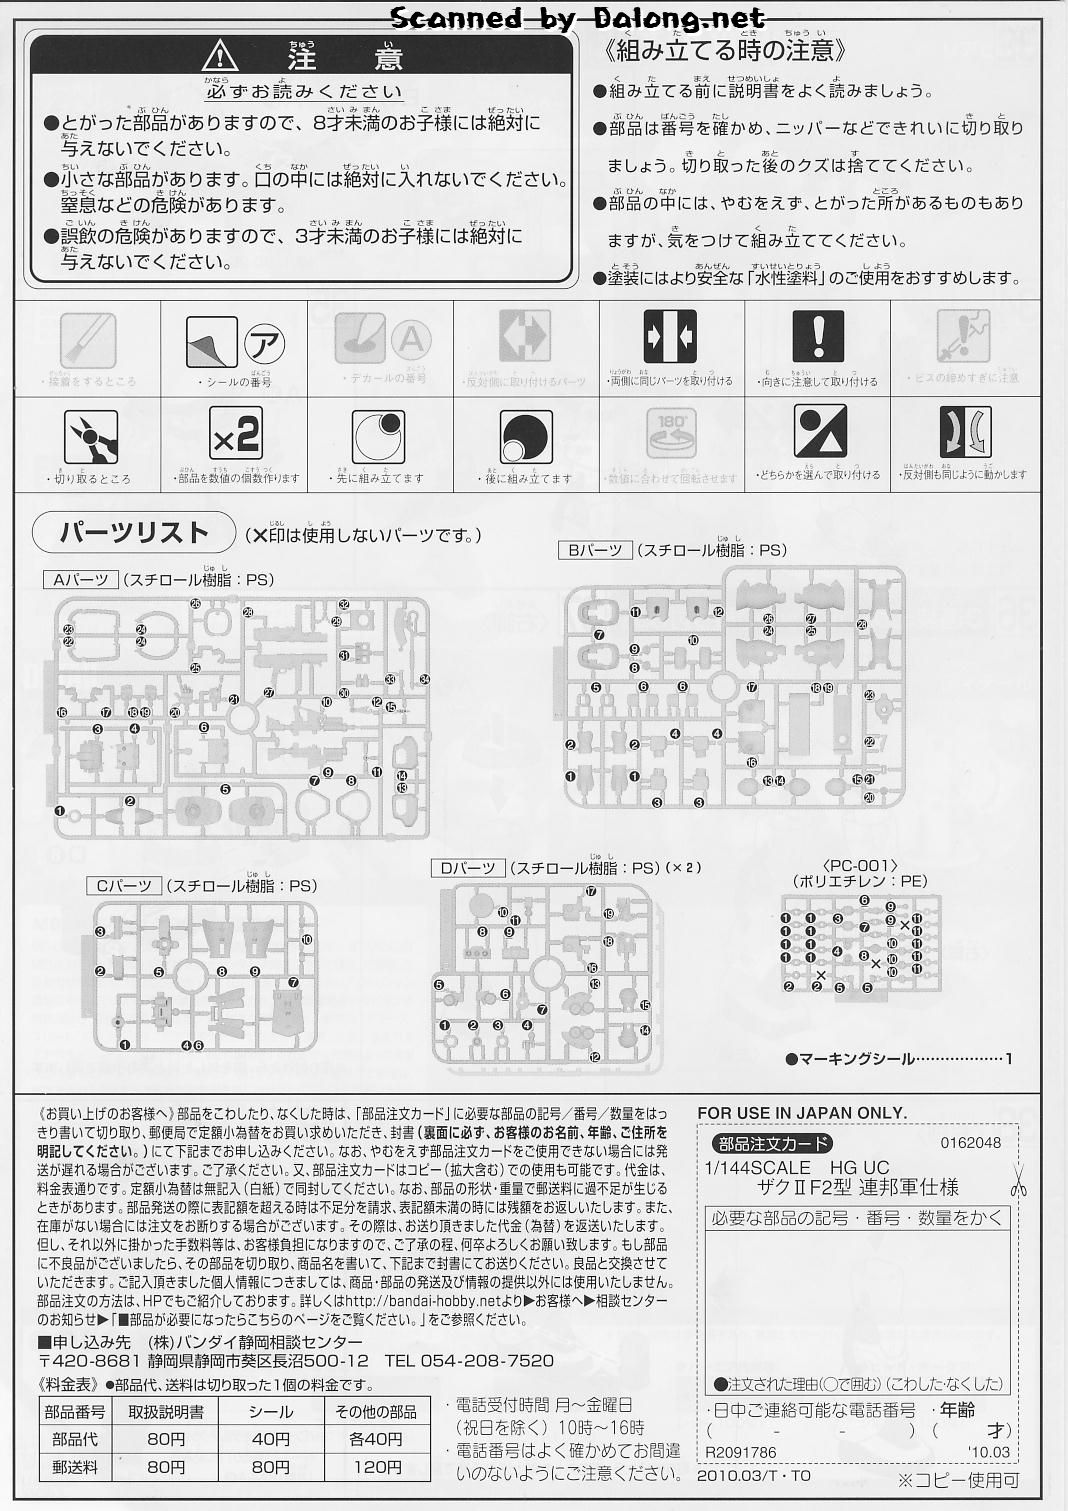 Scanned by Dalong.net
注意
必ずお読みください
●とがった部品がありますので、8才未満のお子様には絶対に
与えないでください。
●小さな部品があります。口の中には絶対に入れないでください。
窒息などの危険があります。
●誤飲の危険がありますので、3才未満のお子様には絶対に
与えないでください。
《組み立てる時の注意》
●組み立てる前に説明書をよく読みましょう。
●部品は番号を確かめ、ニッパーなどできれいに切り取り
ましょう。切り取った後のクズは捨ててください。
●部品の中には、やむをえず、とがった所があるものもあり
ますが、気をつけて組み立ててください。
●塗装にはより安全な「水性塗料」のご使用をおすすめします。
・接着をするところ
ア
・シールの番号
A
・デカールの番号
・反対側に取り付けるパーツ
・両側に同じパーツを取り付ける
・向きに注意して取り付ける
・ビスの締めすぎに注意
・切り取るところ
×2
・部品を数値の個数作ります
・先に組み立てます
・後に組み立てます
180°
・数値に合わせて回転させます
・どちらかを選んで取り付ける
・反対側も同じように動かします
パーツリスト
(×印は使用しないパーツです。)
Aパーツ (スチロール樹脂：PS)
Bパーツ (スチロール樹脂：PS)
Cパーツ (スチロール樹脂：PS)
Dパーツ (スチロール樹脂：PS) (×2)
〈PC-001〉
(ポリエチレン：PE)
●マーキングシール………………1
《お買い上げのお客様へ》部品をこわしたり、なくした時は、「部品注文カード」に必要な部品の記号／番号／数量をはっ
きり書いて切り取り、郵便局で定額小為替をお買い求めいただき、封書(裏面に必ず、お客様のお名前、年齢、ご住所を
明記してください。)にて下記までお申し込みください。なお、やむをえず部品注文カードをご使用できない場合には発
送が遅れる場合がございます。ご了承ください。又、部品注文カードはコピー(拡大含む)での使用も可能です。代金は、
料金表通りです。定額小為替は無記入(白紙)で同封してください。なお、部品の形状・重量で郵送料に過不足が生じる
ときがあります。部品発送の際に表記額を超える時は不足分を請求、表記額未満の時には残額をお返しいたします。また、
在庫がない場合には注文をお断りする場合がございます。その際は、お送り頂きました代金(為替)を返送いたします。
但し、それ以外に掛かった手数料等は、お客様負担になりますので、ご了承の程、何卒よろしくお願い致します。もし部品
に不良品がございましたら、その部品を切り取り、商品名を書いて、下記まで封書にてお送りください。良品と交換させて
いただきます。ご記入頂きました個人情報につきましては、商品・部品の発送及び情報の提供以外には使用いたしません。
部品注文の方法は、HPでもご紹介しております。詳しくはhttp://bandai-hobby.netより▶お客様へ▶相談センター
のお知らせ▶「■部品が必要になったらこちらのページをご覧ください。」をご参照ください。
■申し込み先　(株)バンダイ静岡相談センター
〒420-8681 静岡県静岡市葵区長沼500-12　TEL 054-208-7520
《料金表》 ●部品代、送料は切り取った1個の料金です。
部品番号 取扱説明書 シール その他の部品
部品代 80円 40円 各40円
郵送料 80円 80円 120円
・電話受付時間 月〜金曜日
(祝日を除く) 10時〜16時
・電話番号はよく確かめてお間違
いのないようにご注意ください。
FOR USE IN JAPAN ONLY.
部品注文カード 0162048
1/144SCALE　HG UC
ザクⅡF2型 連邦軍仕様
必要な部品の記号・番号・数量をかく
●注文された理由(○で囲む) (こわした・なくした)
・日中ご連絡可能な電話番号 ・年齢
(　-　-　) (　才)
R2091786 '10.03
2010.03/T・TO ※コピー使用可